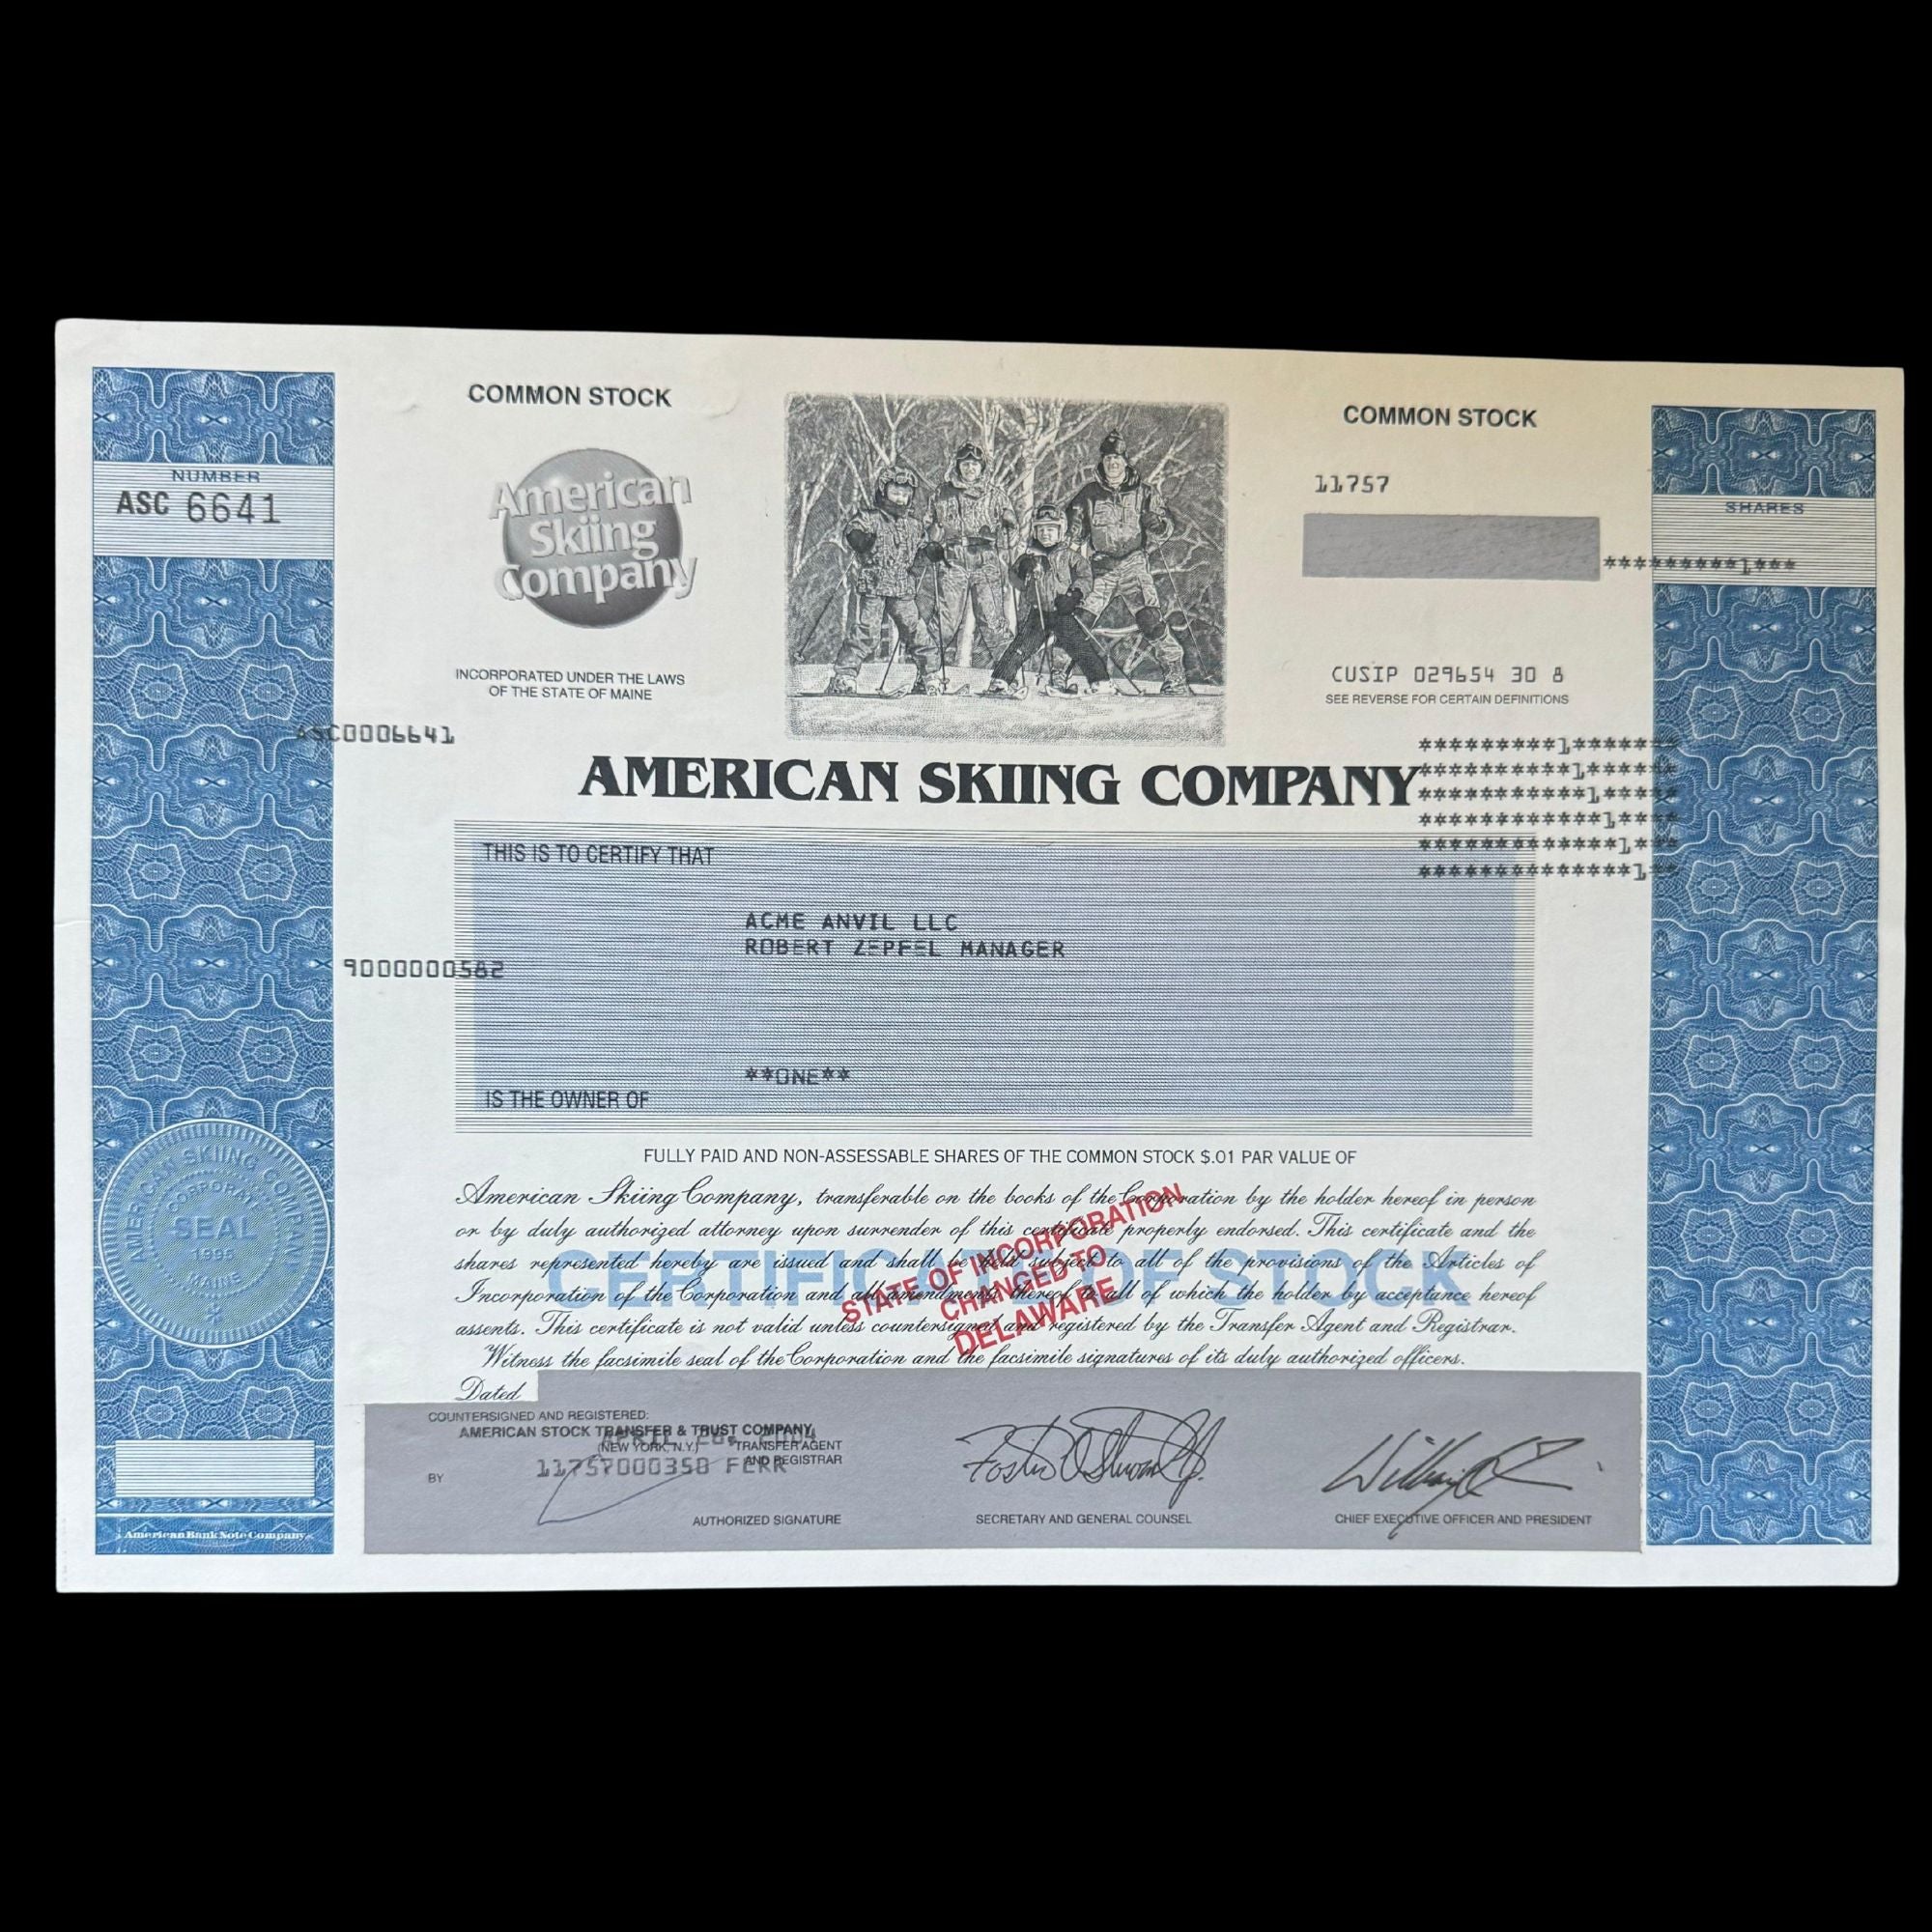 COMMON STOCK
COMMON STOCK
NUMBER
ASC 6641
American
Skiing
Company
11757
SHARES
*********1***
INCORPORATED UNDER THE LAWS
OF THE STATE OF MAINE
CUSIP 029654 30 8
SEE REVERSE FOR CERTAIN DEFINITIONS
ASC0006641
AMERICAN SKIING COMPANY
*********1*******
**********1******
***********1*****
************1****
*************1***
**************1**
THIS IS TO CERTIFY THAT
ACME ANVIL LLC
ROBERT ZEPFEL MANAGER
9000000582
**ONE**
IS THE OWNER OF
FULLY PAID AND NON-ASSESSABLE SHARES OF THE COMMON STOCK $.01 PAR VALUE OF
American Skiing Company, transferable on the books of the Corporation by the holder hereof in person
or by duly authorized attorney upon surrender of this certificate properly endorsed. This certificate and the
shares represented hereby are issued and shall be held subject to all of the provisions of the Articles of
Incorporation of the Corporation and all amendments thereof to all of which the holder by acceptance hereof
assents. This certificate is not valid unless countersigned and registered by the Transfer Agent and Registrar.
Witness the facsimile seal of the Corporation and the facsimile signatures of its duly authorized officers.
CERTIFICATE OF STOCK
STATE OF INCORPORATION
CHANGED TO
DELAWARE
AMERICAN SKIING COMPANY
CORPORATE
SEAL
MAINE
Dated
COUNTERSIGNED AND REGISTERED:
AMERICAN STOCK TRANSFER & TRUST COMPANY
(NEW YORK, N.Y.) TRANSFER AGENT
AND REGISTRAR
APRIL
11757000350 FERR
BY
AUTHORIZED SIGNATURE
SECRETARY AND GENERAL COUNSEL
CHIEF EXECUTIVE OFFICER AND PRESIDENT
American Bank Note Company